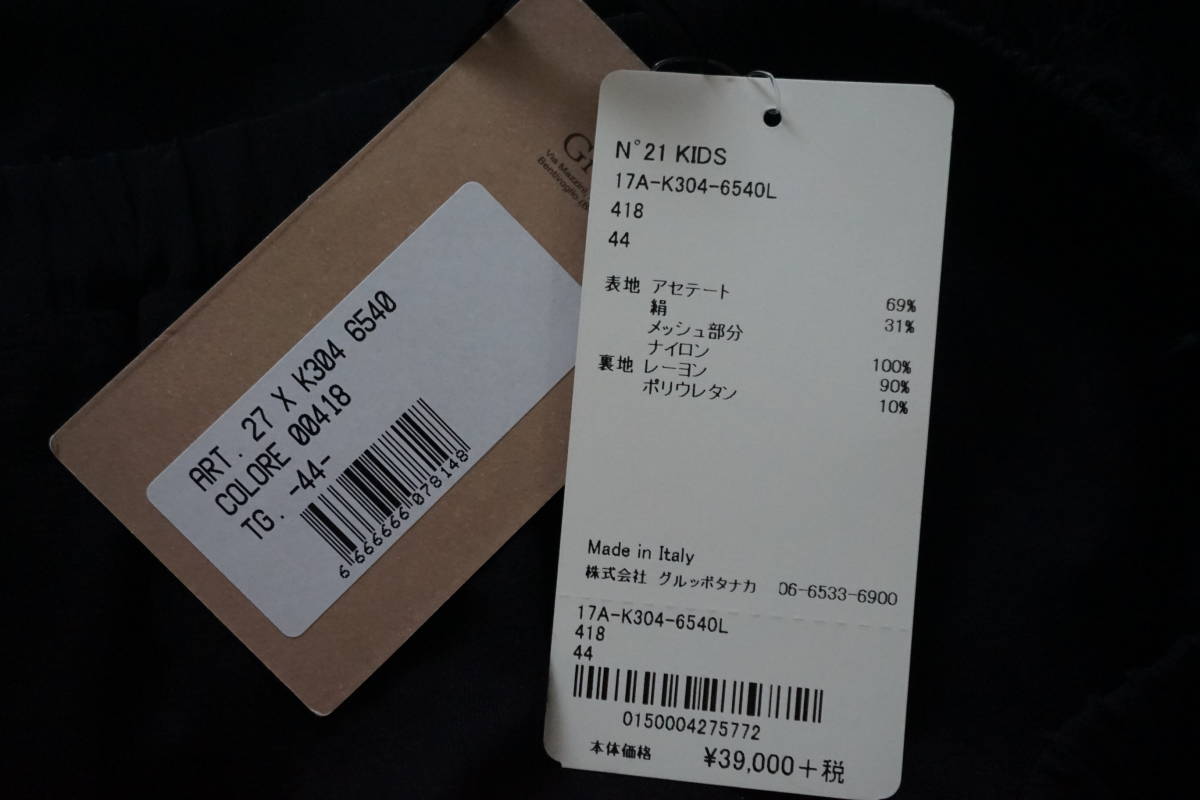 Via Mazzini,
Bentivoglio
ART. 27 X K304 6540
COLORE 00418
TG. -44-
6 666666 078148
N°21 KIDS
17A-K304-6540L
418
44
表地 アセテート 69%
絹 31%
メッシュ部分
ナイロン 100%
裏地 レーヨン 90%
ポリウレタン 10%
Made in Italy
株式会社 グルッポタナカ 06-6533-6900
17A-K304-6540L
418
44
0150004275772
本体価格 ¥39,000+税